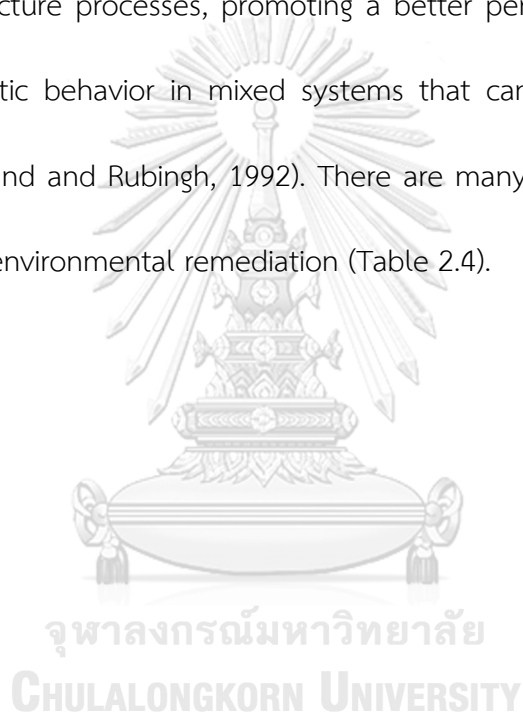 cture processes, promoting a better per
tic behavior in mixed systems that car
nd and Rubingh, 1992). There are many
environmental remediation (Table 2.4).
จุฬาลงกรณ์มหาวิทยาลัย
CHULALONGKORN UNIVERSITY